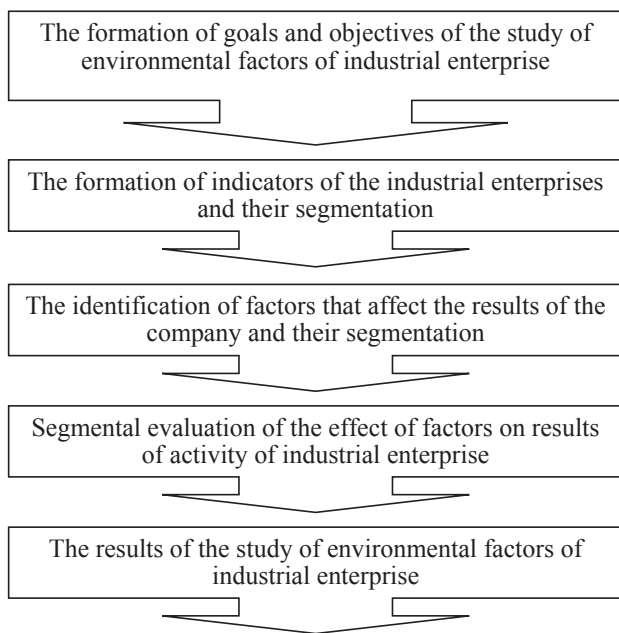 The formation of goals and objectives of the study of
environmental factors of industrial enterprise
The formation of indicators of the industrial enterprises
and their segmentation
The identification of factors that affect the results of the
company and their segmentation
Segmental evaluation of the effect of factors on results
of activity of industrial enterprise
The results of the study of environmental factors of
industrial enterprise